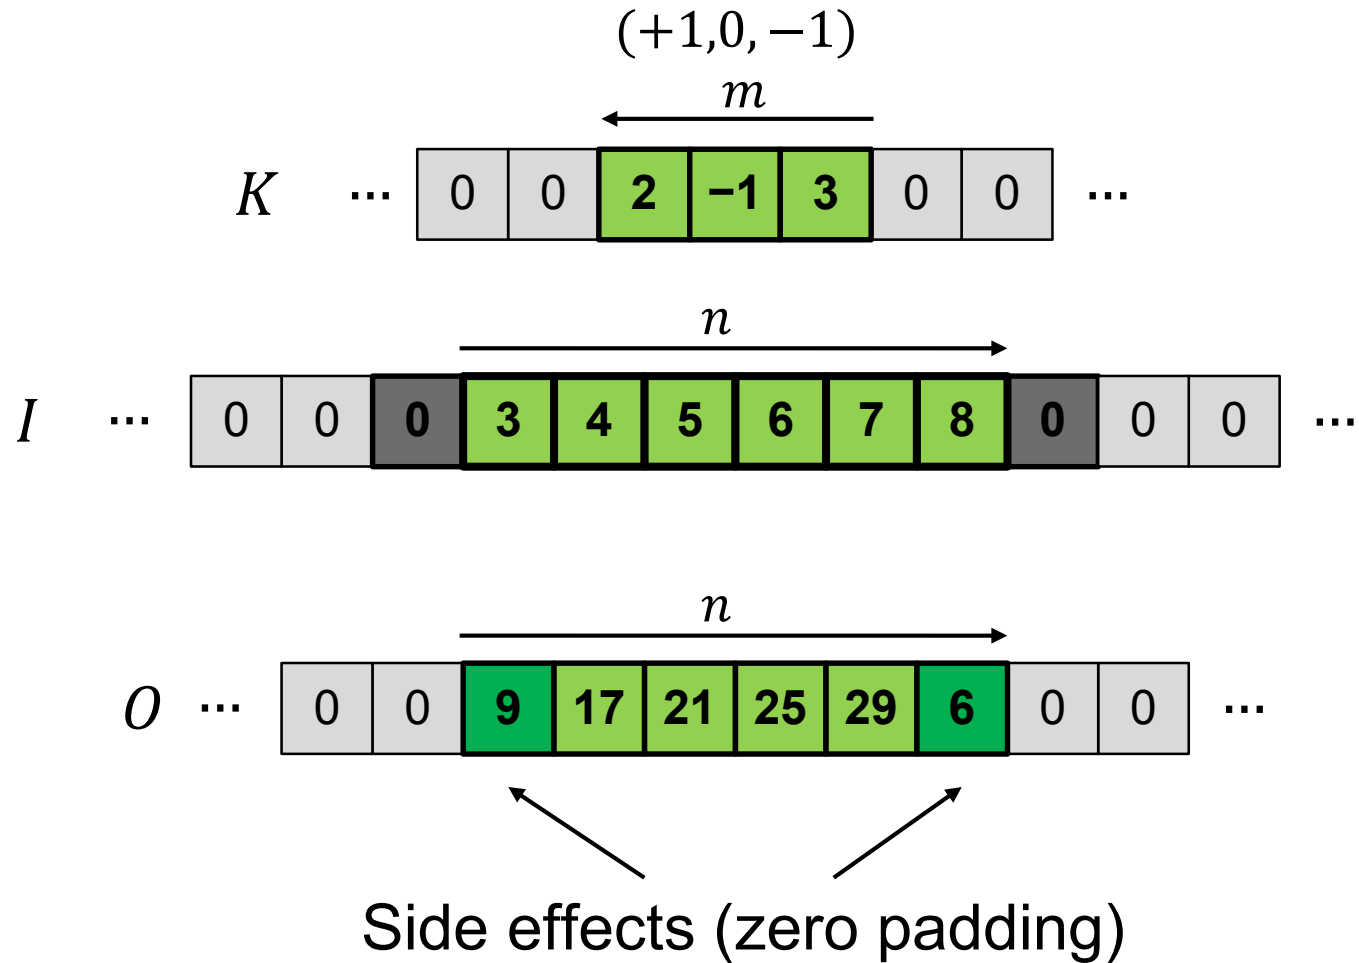 (+1,0,−1)
m
K ... 0 0 2 −1 3 0 0 ...
n
I ... 0 0 0 3 4 5 6 7 8 0 0 0 ...
n
O ... 0 0 9 17 21 25 29 6 0 0 ...
Side effects (zero padding)